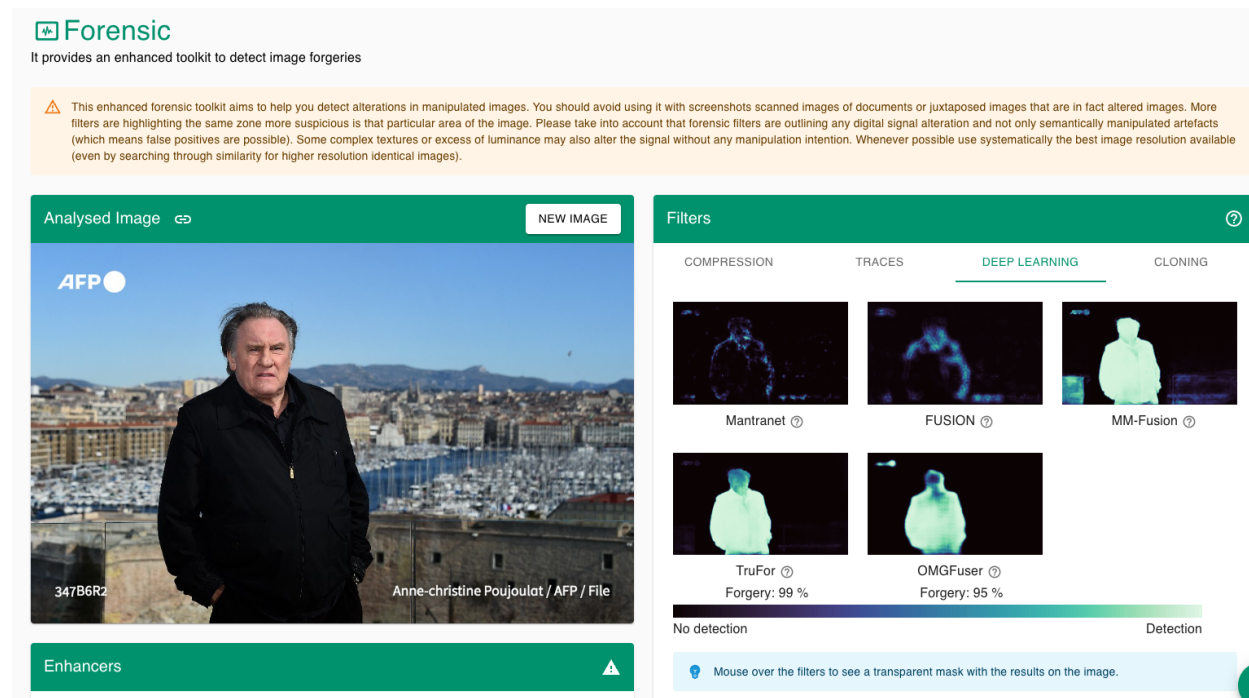 Forensic
It provides an enhanced toolkit to detect image forgeries
This enhanced forensic toolkit aims to help you detect alterations in manipulated images. You should avoid using it with screenshots scanned images of documents or juxtaposed images that are in fact altered images. More
filters are highlighting the same zone more suspicious is that particular area of the image. Please take into account that forensic filters are outlining any digital signal alteration and not only semantically manipulated artefacts
(which means false positives are possible). Some complex textures or excess of luminance may also alter the signal without any manipulation intention. Whenever possible use systematically the best image resolution available
(even by searching through similarity for higher resolution identical images).
Analysed Image
NEW IMAGE
AFP
347B6R2
Anne-christine Poujoulat / AFP / File
Enhancers
Filters
COMPRESSION TRACES DEEP LEARNING CLONING
Mantranet FUSION MM-Fusion
TruFor OMGFuser
Forgery: 99 % Forgery: 95 %
No detection Detection
Mouse over the filters to see a transparent mask with the results on the image.